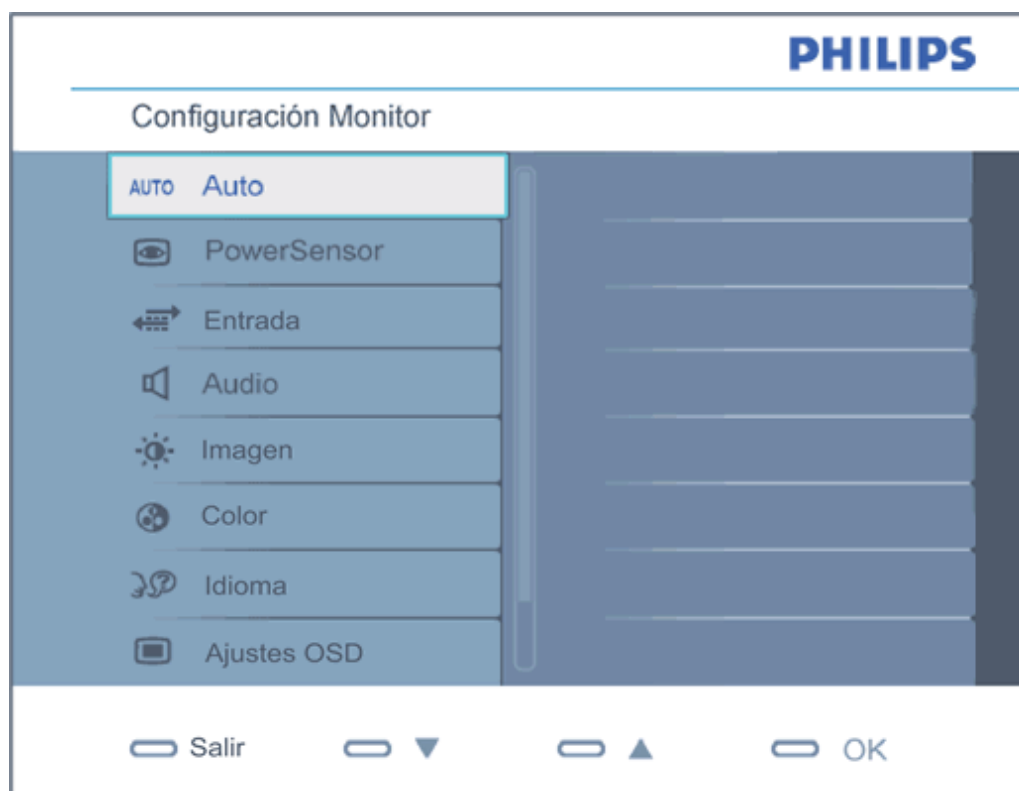 PHILIPS
Configuración Monitor
AUTO Auto
PowerSensor
Entrada
Audio
Imagen
Color
Idioma
Ajustes OSD
Salir ▼ ▲ OK